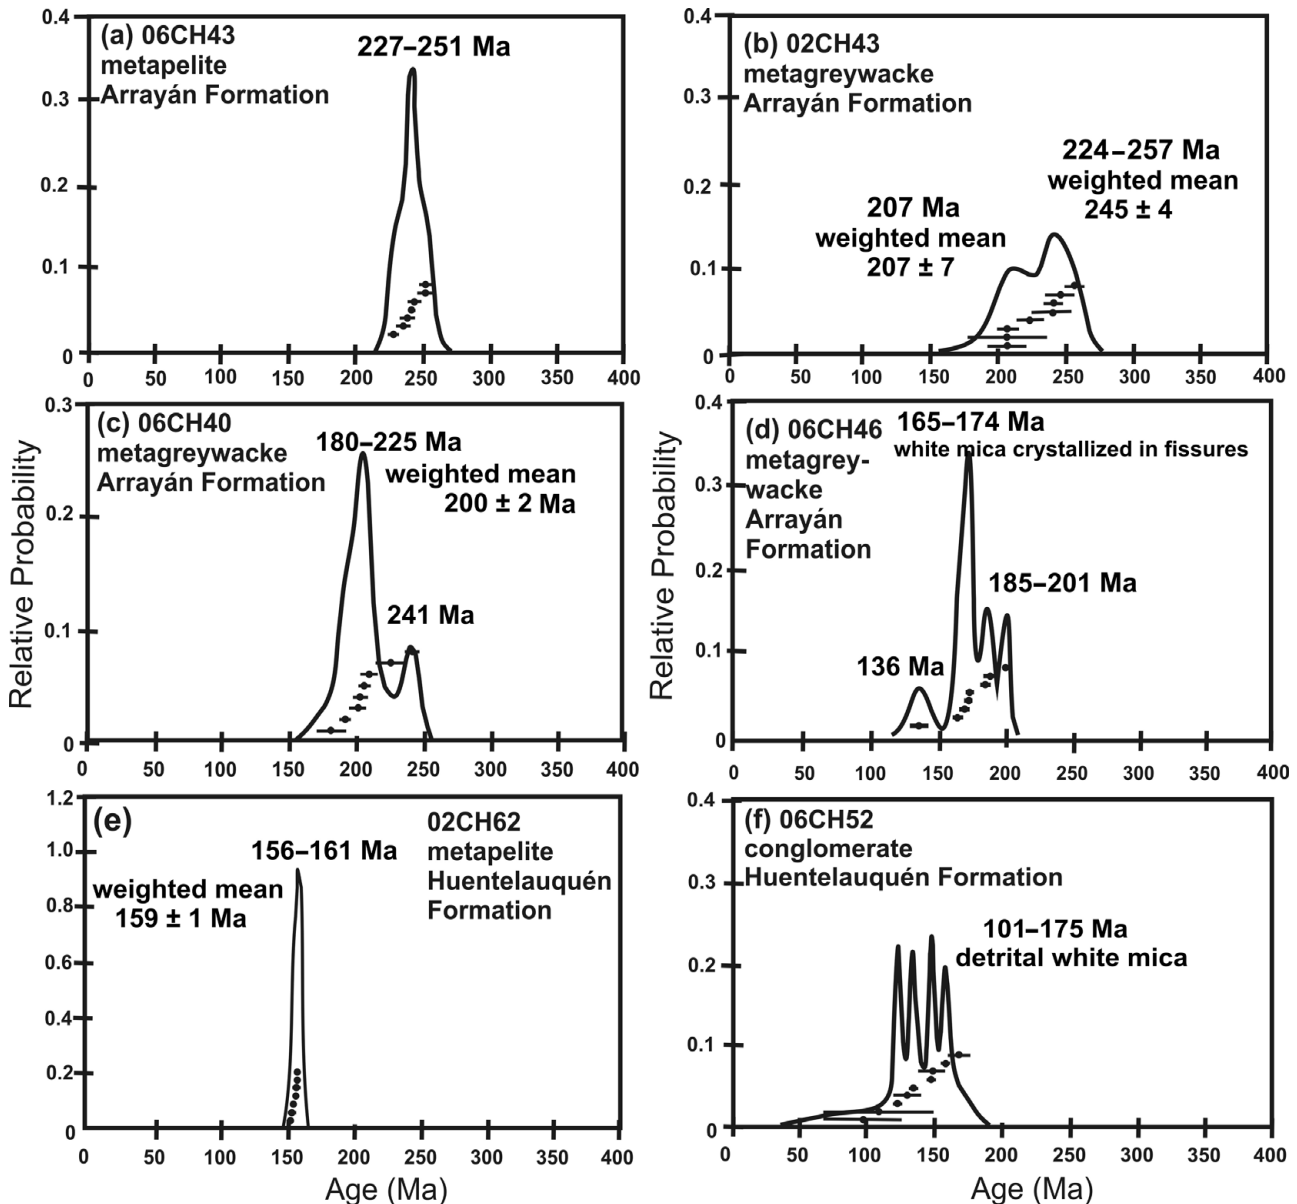 (a) 06CH43
metapelite
Arrayán Formation
227–251 Ma
0.4
0.3
0.2
0.1
0
0 50 100 150 200 250 300 350 400
(b) 02CH43
metagreywacke
Arrayán Formation
224–257 Ma
weighted mean
245 ± 4
207 Ma
weighted mean
207 ± 7
0.4
0.3
0.2
0.1
0
0 50 100 150 200 250 300 350 400
(c) 06CH40
metagreywacke
Arrayán Formation
180–225 Ma
weighted mean
200 ± 2 Ma
241 Ma
0.3
0.2
0.1
0
0 50 100 150 200 250 300 350 400
Relative Probability
(d) 06CH46
metagrey-
wacke
Arrayán
Formation
165–174 Ma
white mica crystallized in fissures
185–201 Ma
136 Ma
0.4
0.3
0.2
0.1
0
0 50 100 150 200 250 300 350 400
Relative Probability
(e)
02CH62
metapelite
Huentelauquén
Formation
156–161 Ma
weighted mean
159 ± 1 Ma
1.2
1.0
0.8
0.6
0.4
0.2
0
0 50 100 150 200 250 300 350 400
Age (Ma)
(f) 06CH52
conglomerate
Huentelauquén Formation
101–175 Ma
detrital white mica
0.4
0.3
0.2
0.1
0
0 50 100 150 200 250 300 350 400
Age (Ma)